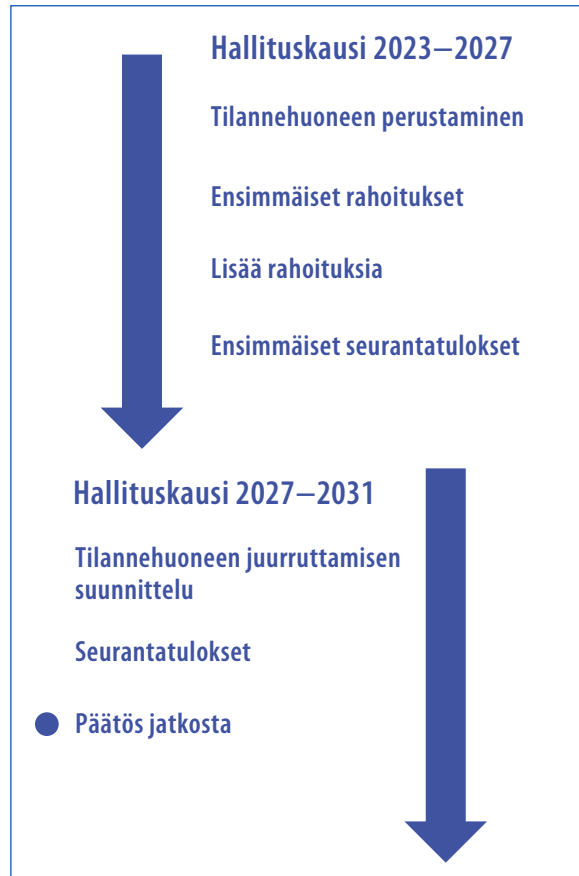 Hallituskausi 2023–2027
Tilannehuoneen perustaminen
Ensimmäiset rahoitukset
Lisää rahoituksia
Ensimmäiset seurantatulokset
Hallituskausi 2027–2031
Tilannehuoneen juurruttamisen
suunnittelu
Seurantatulokset
Päätös jatkosta